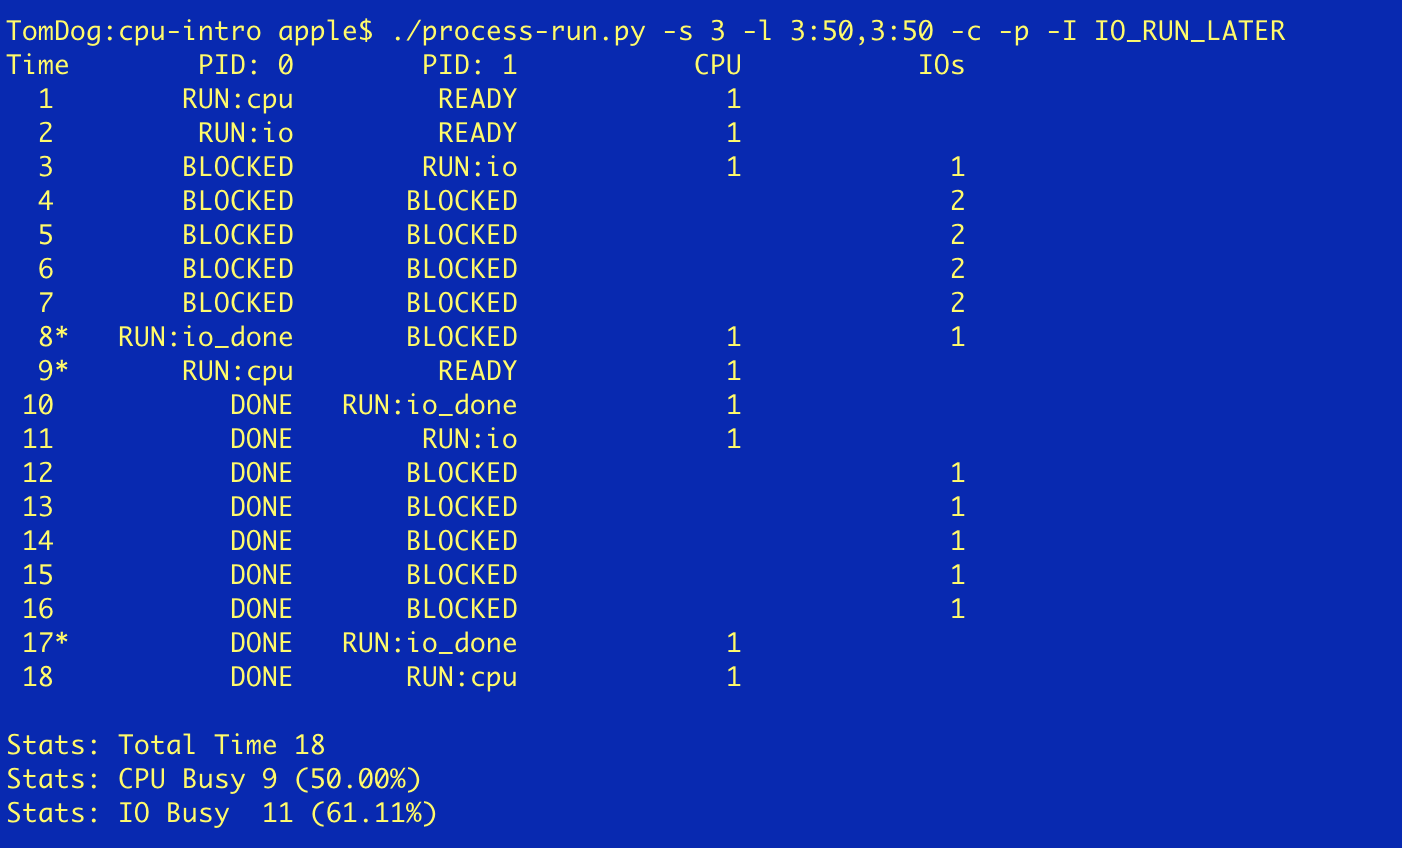 TomDog:cpu-intro apple$ ./process-run.py -s 3 -l 3:50,3:50 -c -p -I IO_RUN_LATER
Time        PID: 0        PID: 1           CPU           IOs
  1        RUN:cpu         READY             1
  2         RUN:io         READY             1
  3        BLOCKED        RUN:io             1             1
  4        BLOCKED       BLOCKED                           2
  5        BLOCKED       BLOCKED                           2
  6        BLOCKED       BLOCKED                           2
  7        BLOCKED       BLOCKED                           2
  8*   RUN:io_done       BLOCKED             1             1
  9*       RUN:cpu         READY             1
 10           DONE   RUN:io_done             1
 11           DONE        RUN:io             1
 12           DONE       BLOCKED                           1
 13           DONE       BLOCKED                           1
 14           DONE       BLOCKED                           1
 15           DONE       BLOCKED                           1
 16           DONE       BLOCKED                           1
 17*          DONE   RUN:io_done             1
 18           DONE       RUN:cpu             1

Stats: Total Time 18
Stats: CPU Busy 9 (50.00%)
Stats: IO Busy  11 (61.11%)